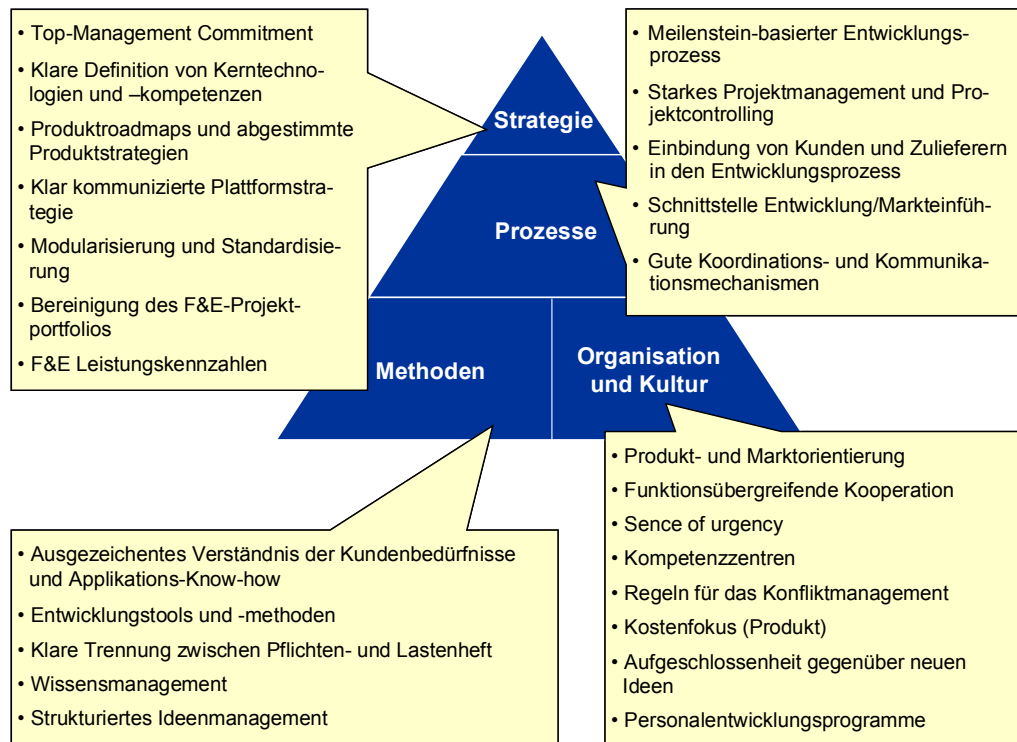 • Top-Management Commitment
• Klare Definition von Kerntechno-
logien und –kompetenzen
• Produktroadmaps und abgestimmte
Produktstrategien
• Klar kommunizierte Plattformstra-
tegie
• Modularisierung und Standardisie-
rung
• Bereinigung des F&E-Projekt-
portfolios
• F&E Leistungskennzahlen
• Meilenstein-basierter Entwicklungs-
prozess
• Starkes Projektmanagement und Pro-
jektcontrolling
• Einbindung von Kunden und Zulieferern
in den Entwicklungsprozess
• Schnittstelle Entwicklung/Markteinfüh-
rung
• Gute Koordinations- und Kommunika-
tionsmechanismen
Strategie
Prozesse
Methoden
Organisation
und Kultur
• Ausgezeichentes Verständnis der Kundenbedürfnisse
und Applikations-Know-how
• Entwicklungstools und -methoden
• Klare Trennung zwischen Pflichten- und Lastenheft
• Wissensmanagement
• Strukturiertes Ideenmanagement
• Produkt- und Marktorientierung
• Funktionsübergreifende Kooperation
• Sence of urgency
• Kompetenzzentren
• Regeln für das Konfliktmanagement
• Kostenfokus (Produkt)
• Aufgeschlossenheit gegenüber neuen
Ideen
• Personalentwicklungsprogramme